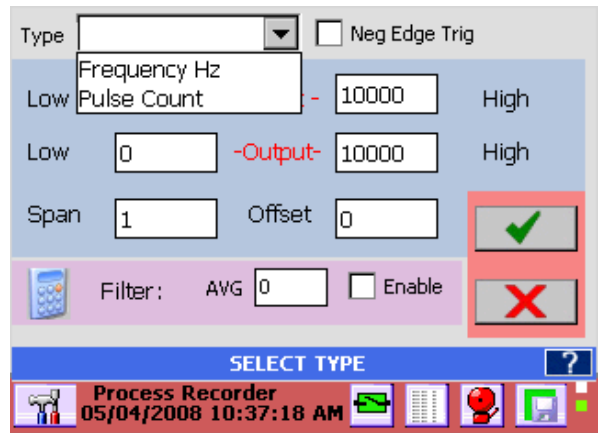 Type Neg Edge Trig
Frequency Hz
Low Pulse Count - 10000 High
Low 0 -Output- 10000 High
Span 1 Offset 0
Filter: AVG 0 Enable
SELECT TYPE ?
Process Recorder
05/04/2008 10:37:18 AM